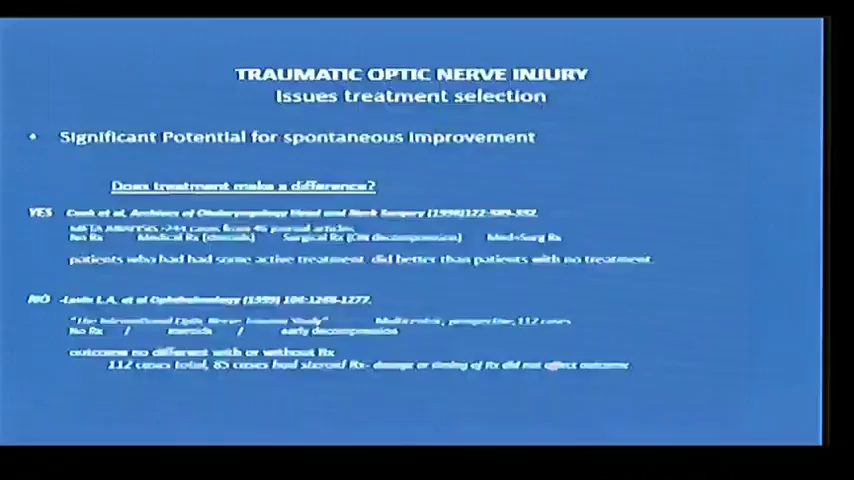 TRAUMATIC OPTIC NERVE INJURY
Issues treatment selection
• Significant Potential for spontaneous improvement
Does treatment make a difference?
YES Cook et al, Archives of Otolaryngology Head and Neck Surgery (1996)122:389-392.
META ANALYSIS -244 cases from 46 journal articles
No Rx Medical Rx (steroids) Surgical Rx (ON decompression) Med+Surg Rx
patients who had had some active treatment did better than patients with no treatment.
NO -Levin L.A. et al Ophthalmology (1999) 106:1268-1277.
"The International Optic Nerve Trauma Study" Multicenter, prospective, 112 cases
No Rx / steroids / early decompression
outcome no different with or without Rx
112 cases total, 85 cases had steroid Rx- dosage or timing of Rx did not affect outcome